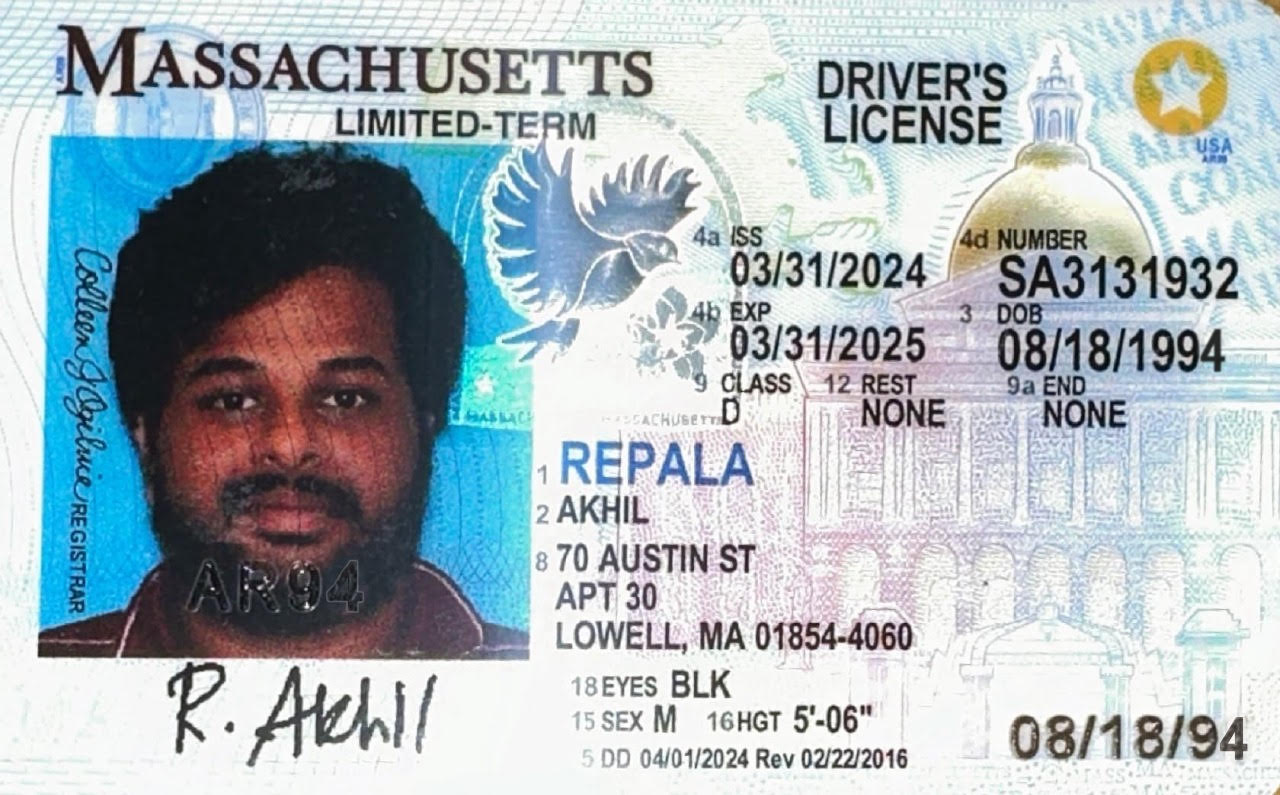 MASSACHUSETTS
LIMITED-TERM
DRIVER'S
LICENSE
USA
4a ISS
03/31/2024
4d NUMBER
SA3131932
4b EXP
03/31/2025
3 DOB
08/18/1994
9 CLASS
D
12 REST
NONE
9a END
NONE
MASSACHUSETTS
1 REPALA
2 AKHIL
8 70 AUSTIN ST
APT 30
LOWELL, MA 01854-4060
18 EYES BLK
15 SEX M 16 HGT 5'-06"
5 DD 04/01/2024 Rev 02/22/2016
08/18/94
Colleen J Ogilvie REGISTRAR
AR94
R. Akhil